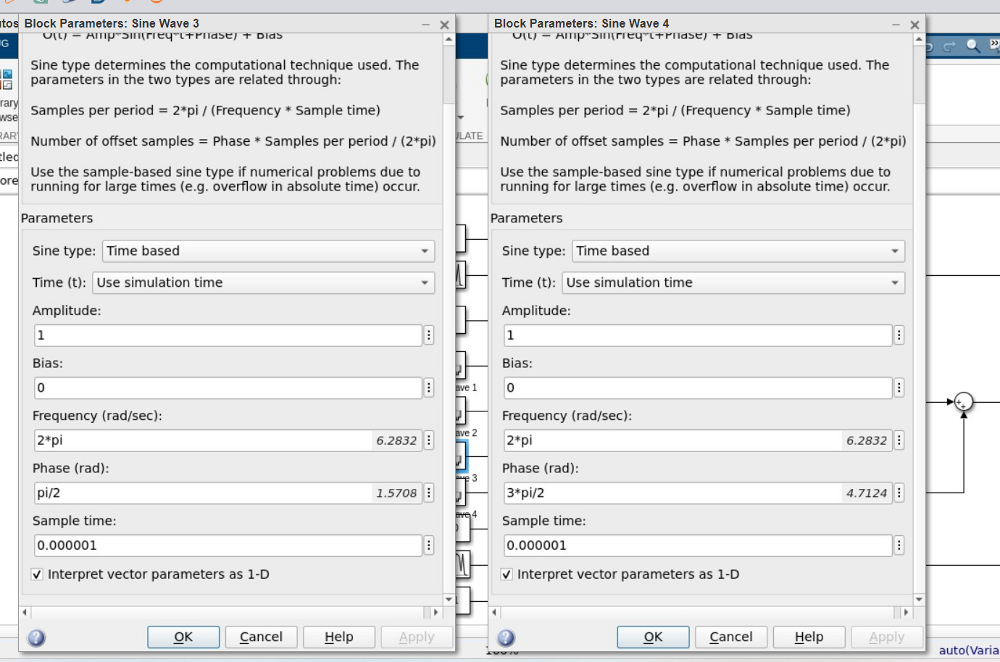 Block Parameters: Sine Wave 3
O(t) = Amp*Sin(Freq*t+Phase) + Bias
Sine type determines the computational technique used. The
parameters in the two types are related through:
Samples per period = 2*pi / (Frequency * Sample time)
Number of offset samples = Phase * Samples per period / (2*pi)
Use the sample-based sine type if numerical problems due to
running for large times (e.g. overflow in absolute time) occur.
Parameters
Sine type: Time based
Time (t): Use simulation time
Amplitude:
1
Bias:
0
Frequency (rad/sec):
2*pi 6.2832
Phase (rad):
pi/2 1.5708
Sample time:
0.000001
Interpret vector parameters as 1-D
OK Cancel Help Apply
ave 1
ave 2
ave 3
ave 4
ULATE
Block Parameters: Sine Wave 4
O(t) = Amp*Sin(Freq*t+Phase) + Bias
Sine type determines the computational technique used. The
parameters in the two types are related through:
Samples per period = 2*pi / (Frequency * Sample time)
Number of offset samples = Phase * Samples per period / (2*pi)
Use the sample-based sine type if numerical problems due to
running for large times (e.g. overflow in absolute time) occur.
Parameters
Sine type: Time based
Time (t): Use simulation time
Amplitude:
1
Bias:
0
Frequency (rad/sec):
2*pi 6.2832
Phase (rad):
3*pi/2 4.7124
Sample time:
0.000001
Interpret vector parameters as 1-D
OK Cancel Help Apply
auto(Varia